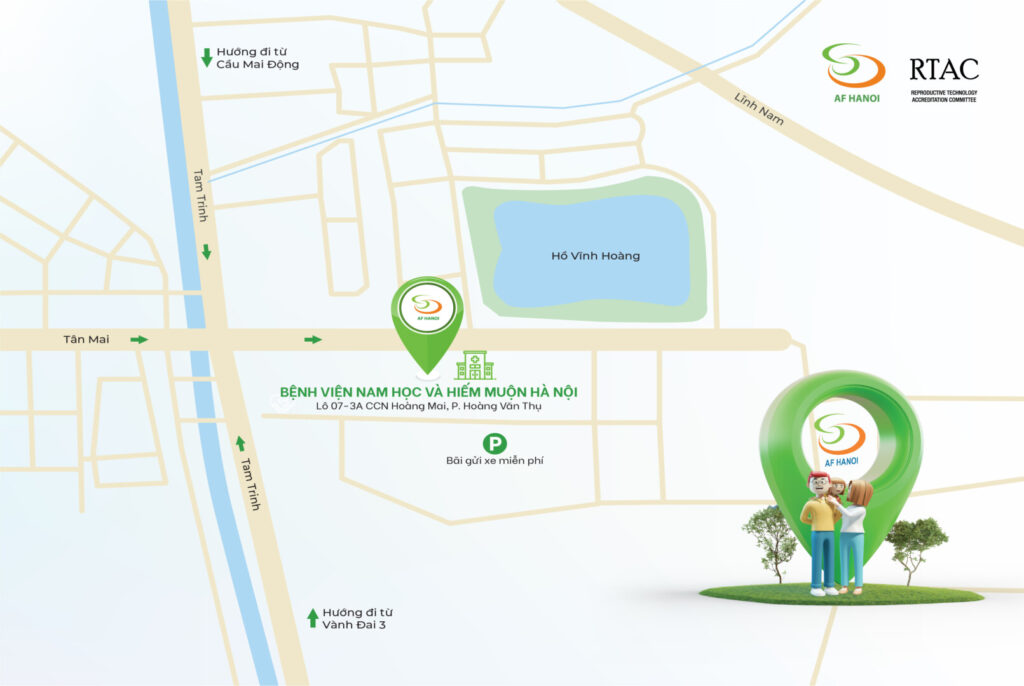 Hướng đi từ
Cầu Mai Động
AF HANOI
RTAC
REPRODUCTIVE TECHNOLOGY
ACCREDITATION COMMITTEE
Lĩnh Nam
Tam Trinh
Hồ Vĩnh Hoàng
AF HANOI
Tân Mai
BỆNH VIỆN NAM HỌC VÀ HIẾM MUỘN HÀ NỘI
Lô 07-3A CCN Hoàng Mai, P. Hoàng Văn Thụ
P
Bãi gửi xe miễn phí
AF HANOI
Tam Trinh
Hướng đi từ
Vành Đai 3